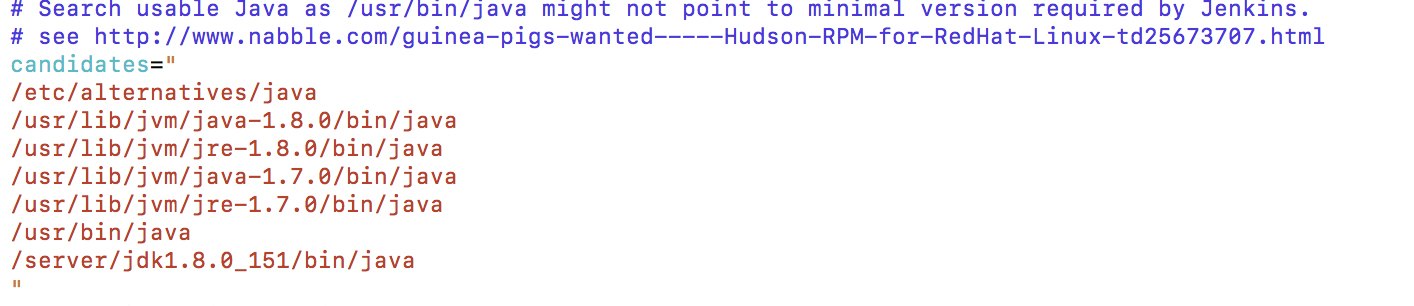 # Search usable Java as /usr/bin/java might not point to minimal version required by Jenkins.
# see http://www.nabble.com/guinea-pigs-wanted-----Hudson-RPM-for-RedHat-Linux-td25673707.html
candidates="
/etc/alternatives/java
/usr/lib/jvm/java-1.8.0/bin/java
/usr/lib/jvm/jre-1.8.0/bin/java
/usr/lib/jvm/java-1.7.0/bin/java
/usr/lib/jvm/jre-1.7.0/bin/java
/usr/bin/java
/server/jdk1.8.0_151/bin/java
"